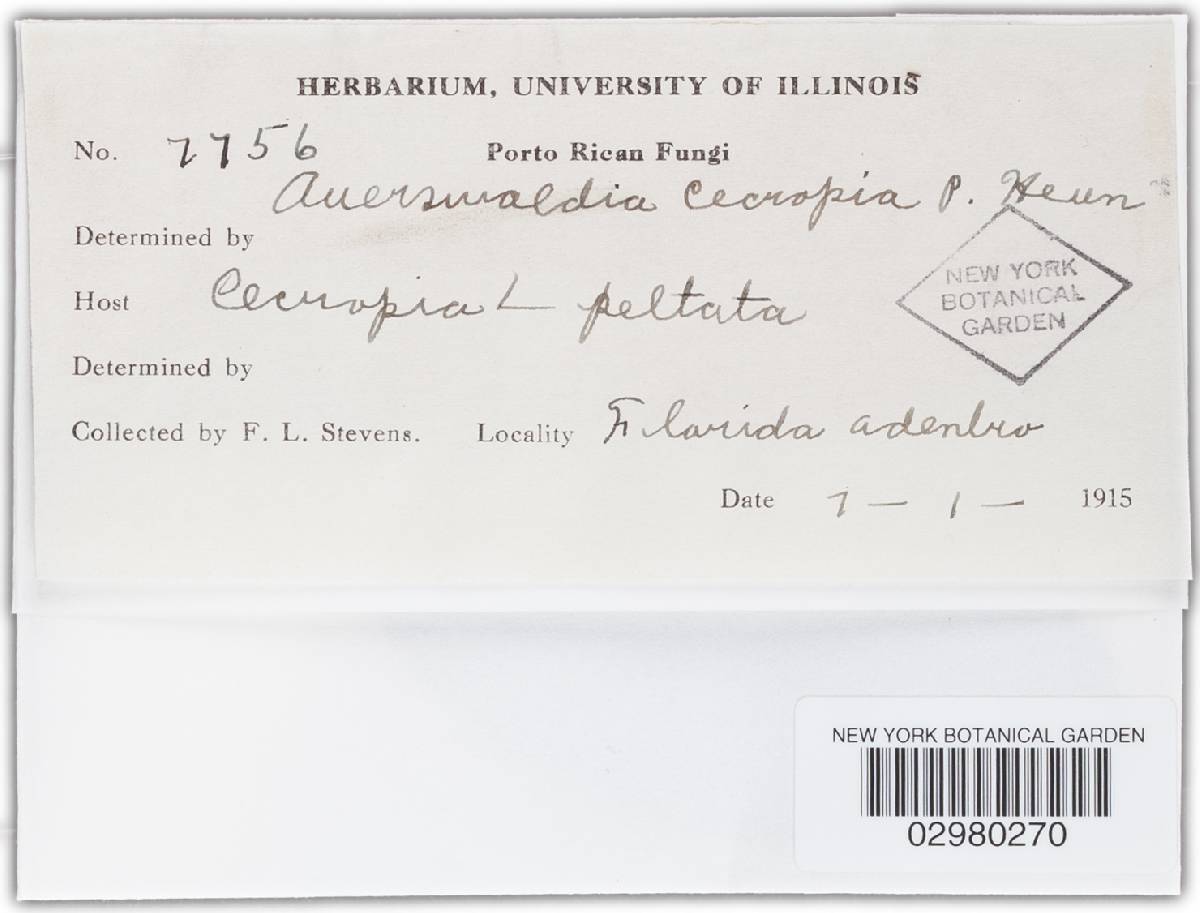 HERBARIUM, UNIVERSITY OF ILLINOIS
No. 7756 Porto Rican Fungi
Auerswaldia Cecropia P. Henn
Determined by
Host Cecropia L peltata
Determined by
Collected by F. L. Stevens. Locality Florida adentro
Date 7 — 1 — 1915
NEW YORK
BOTANICAL
GARDEN
NEW YORK BOTANICAL GARDEN
02980270